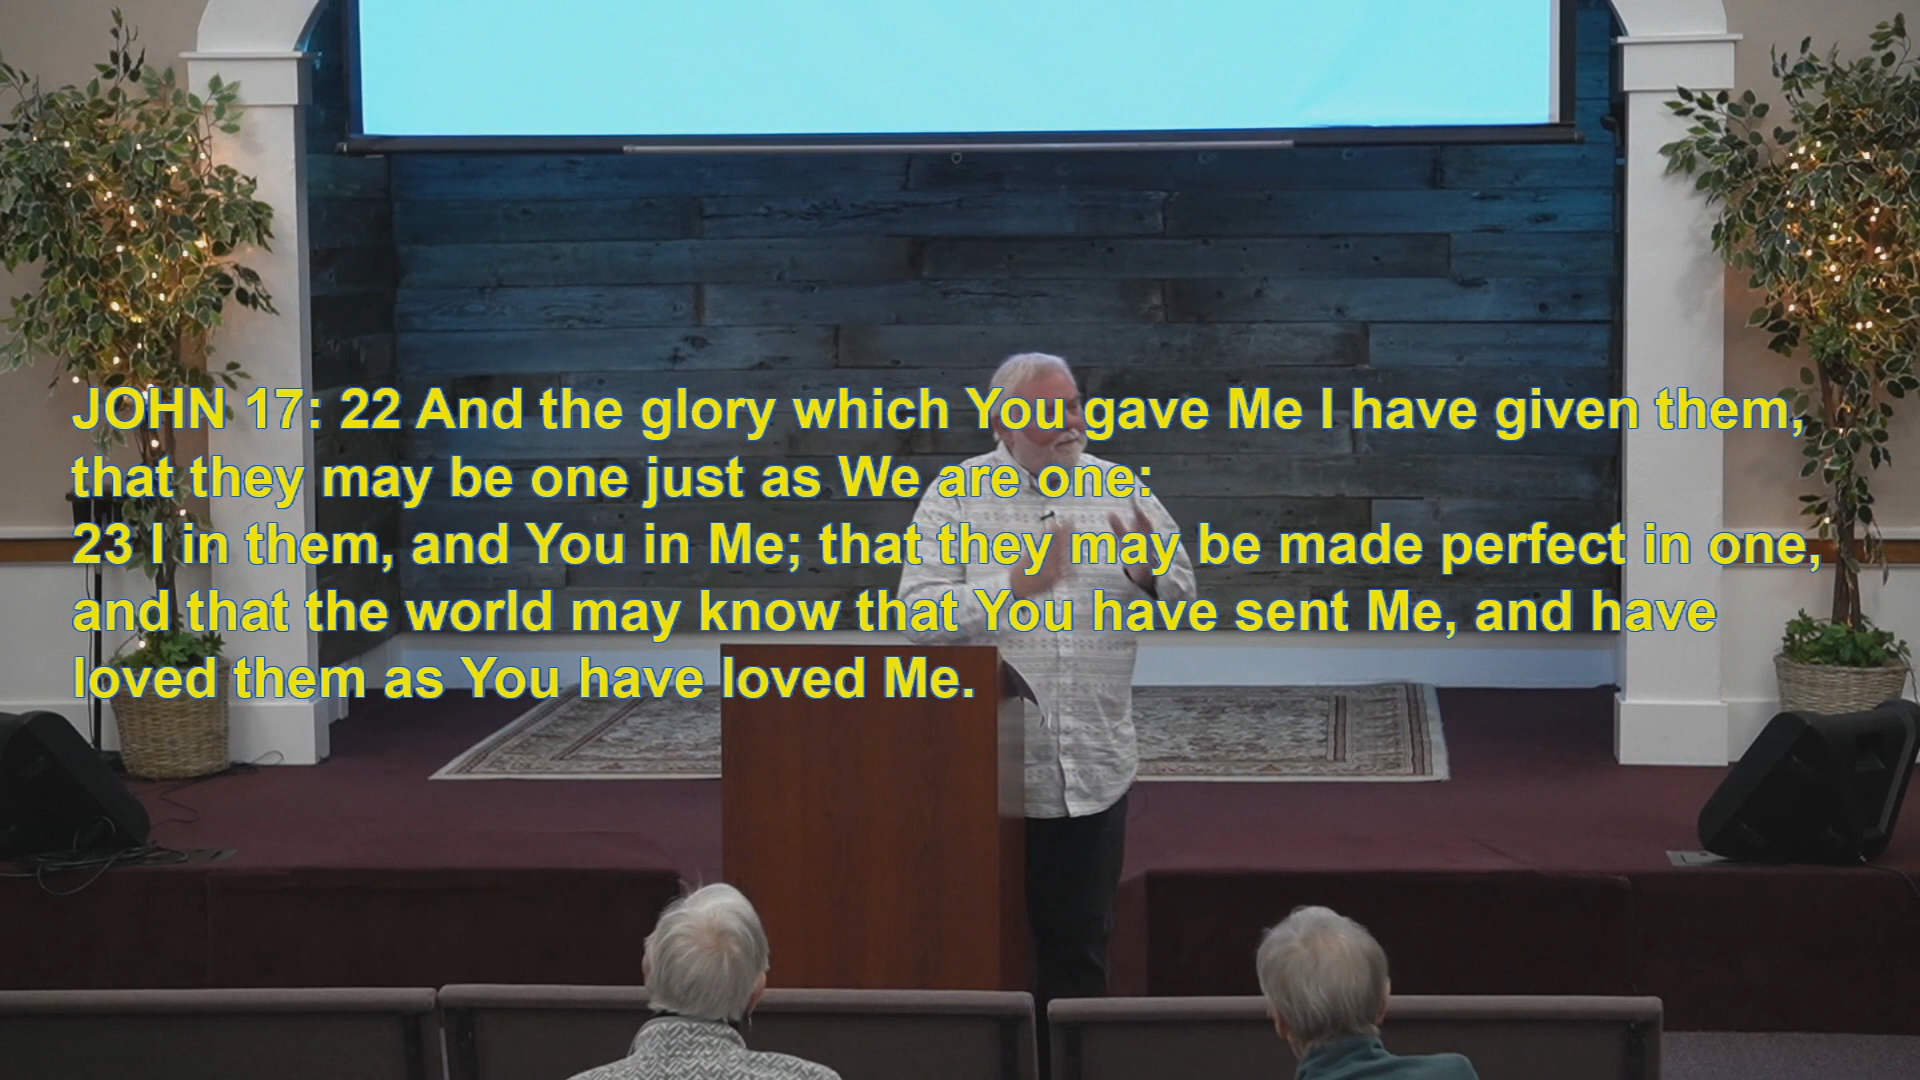 JOHN 17: 22 And the glory which You gave Me I have given them,
that they may be one just as We are one:
23 I in them, and You in Me; that they may be made perfect in one,
and that the world may know that You have sent Me, and have
loved them as You have loved Me.